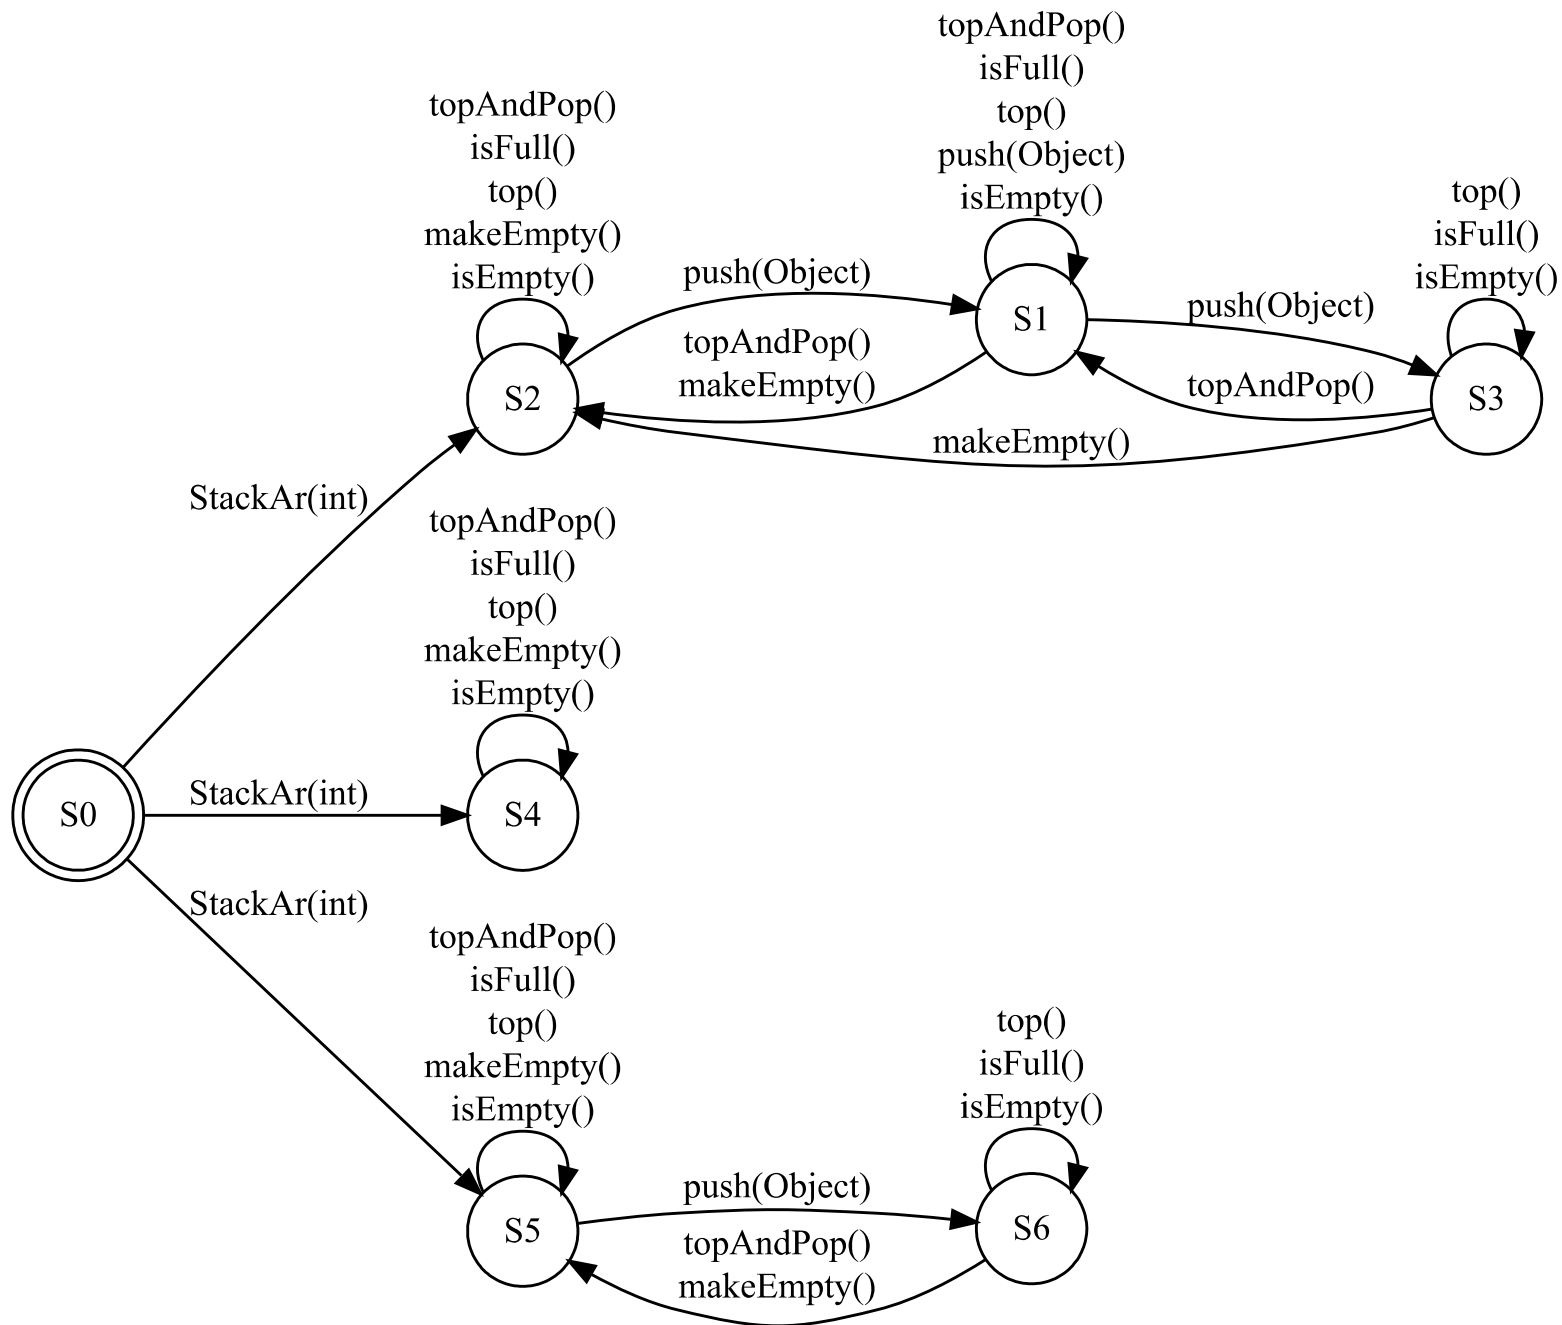 topAndPop()
isFull()
top()
push(Object)
isEmpty()
topAndPop()
isFull()
top()
makeEmpty()
isEmpty()
top()
isFull()
isEmpty()
push(Object)
S1
push(Object)
topAndPop()
makeEmpty()
topAndPop()
S2
S3
makeEmpty()
StackAr(int)
topAndPop()
isFull()
top()
makeEmpty()
isEmpty()
StackAr(int)
S0
S4
StackAr(int)
topAndPop()
isFull()
top()
makeEmpty()
isEmpty()
top()
isFull()
isEmpty()
push(Object)
S5
S6
topAndPop()
makeEmpty()